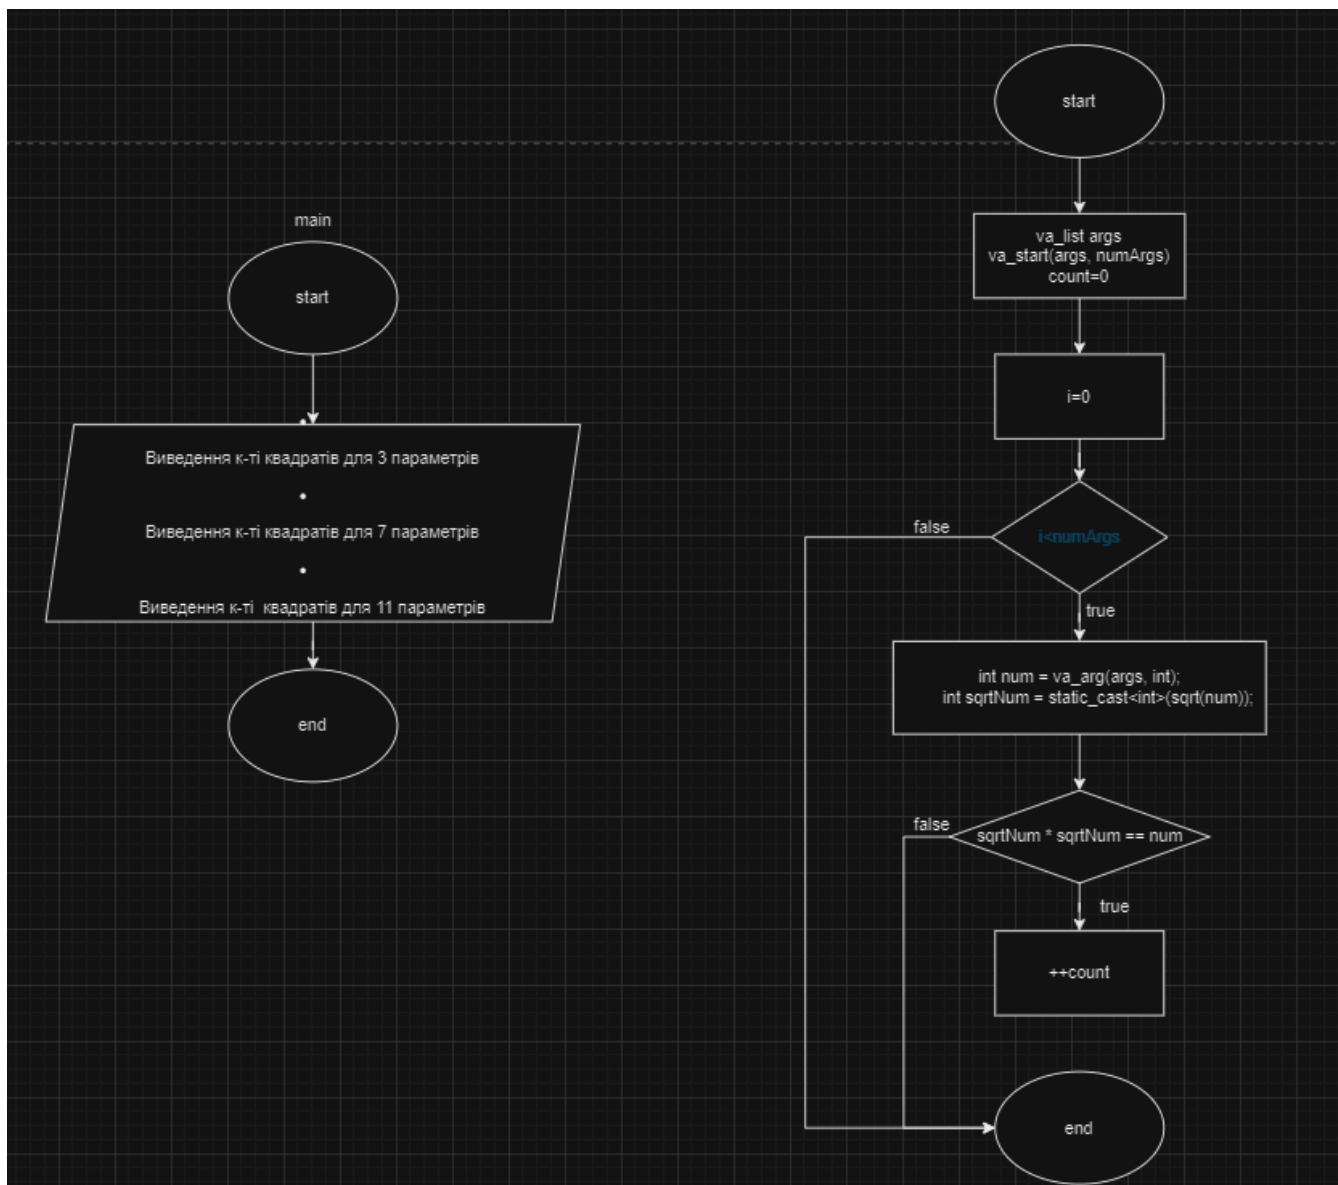 main
start
Виведення к-ті квадратів для 3 параметрів
Виведення к-ті квадратів для 7 параметрів
Виведення к-ті  квадратів для 11 параметрів
end
start
va_list args
va_start(args, numArgs)
count=0
i=0
false
i<numArgs
true
int num = va_arg(args, int);
int sqrtNum = static_cast<int>(sqrt(num));
false
sqrtNum * sqrtNum == num
true
++count
end